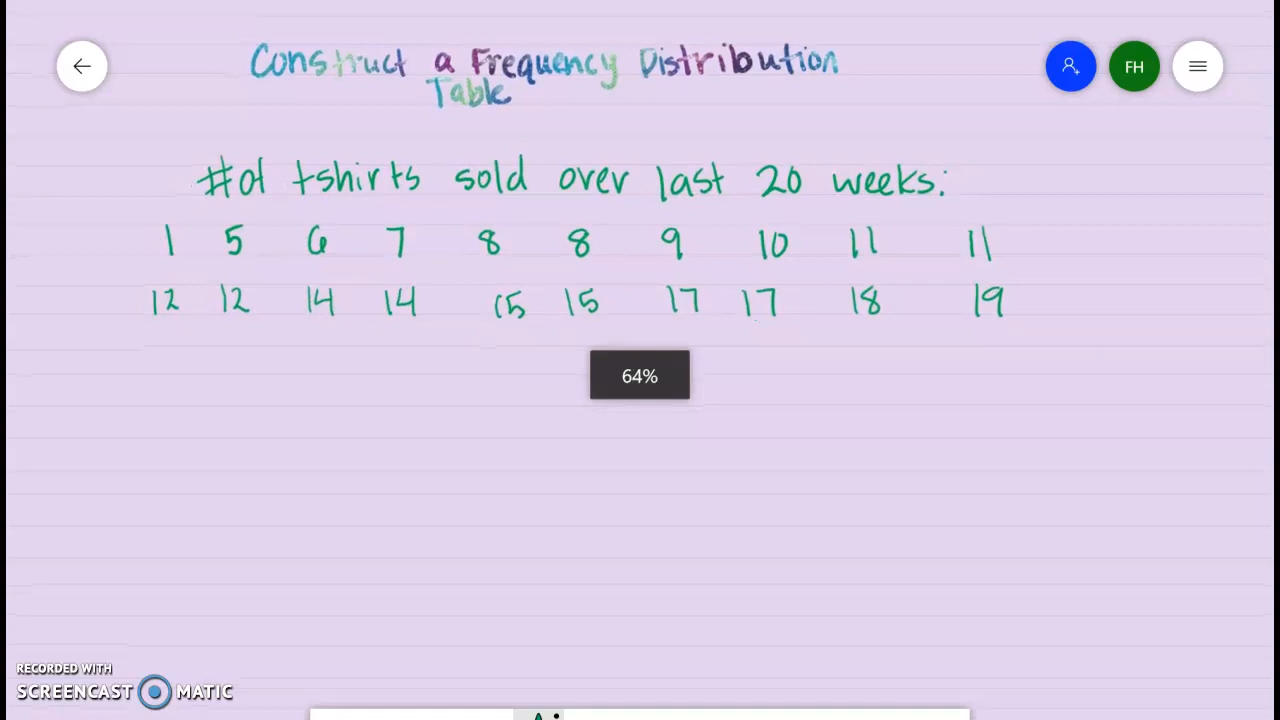 Construct a Frequency Distribution
Table
FH
#of tshirts sold over last 20 weeks:
1 5 6 7 8 8 9 10 11 11
12 12 14 14 15 15 17 17 18 19
64%
RECORDED WITH
SCREENCAST MATIC